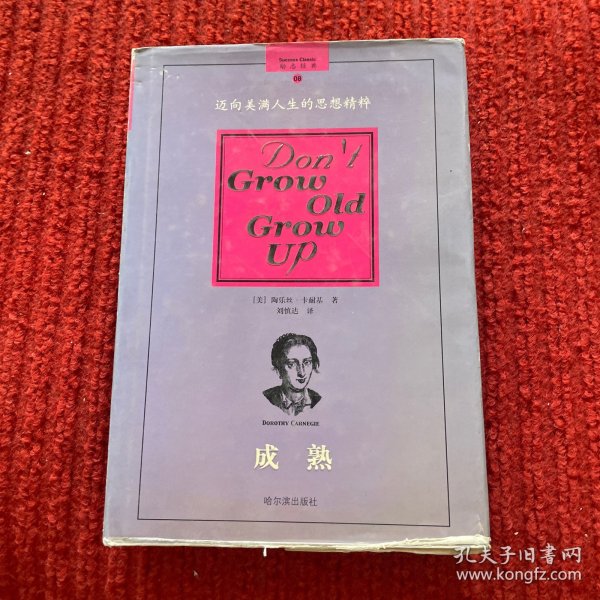 Success Classic
励志经典
08
迈向美满人生的思想精粹
Don't
Grow
Old
Grow
Up
[美] 陶乐丝·卡耐基 著
刘慎达 译
DOROTHY CARNEGIE
成熟
哈尔滨出版社
孔夫子旧書网
www.kongfz.com